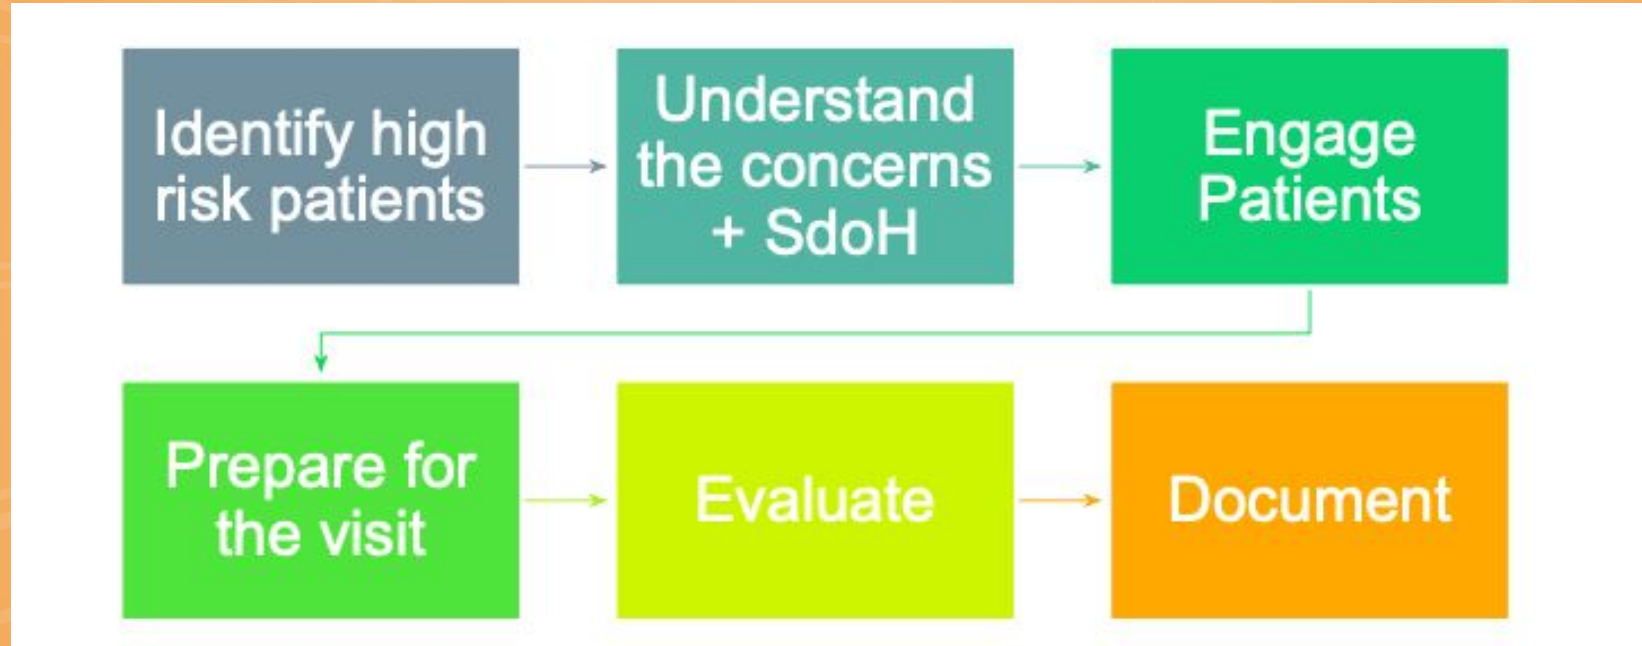 Identify high
risk patients
Understand
the concerns
+ SdoH
Engage
Patients
Prepare for
the visit
Evaluate
Document